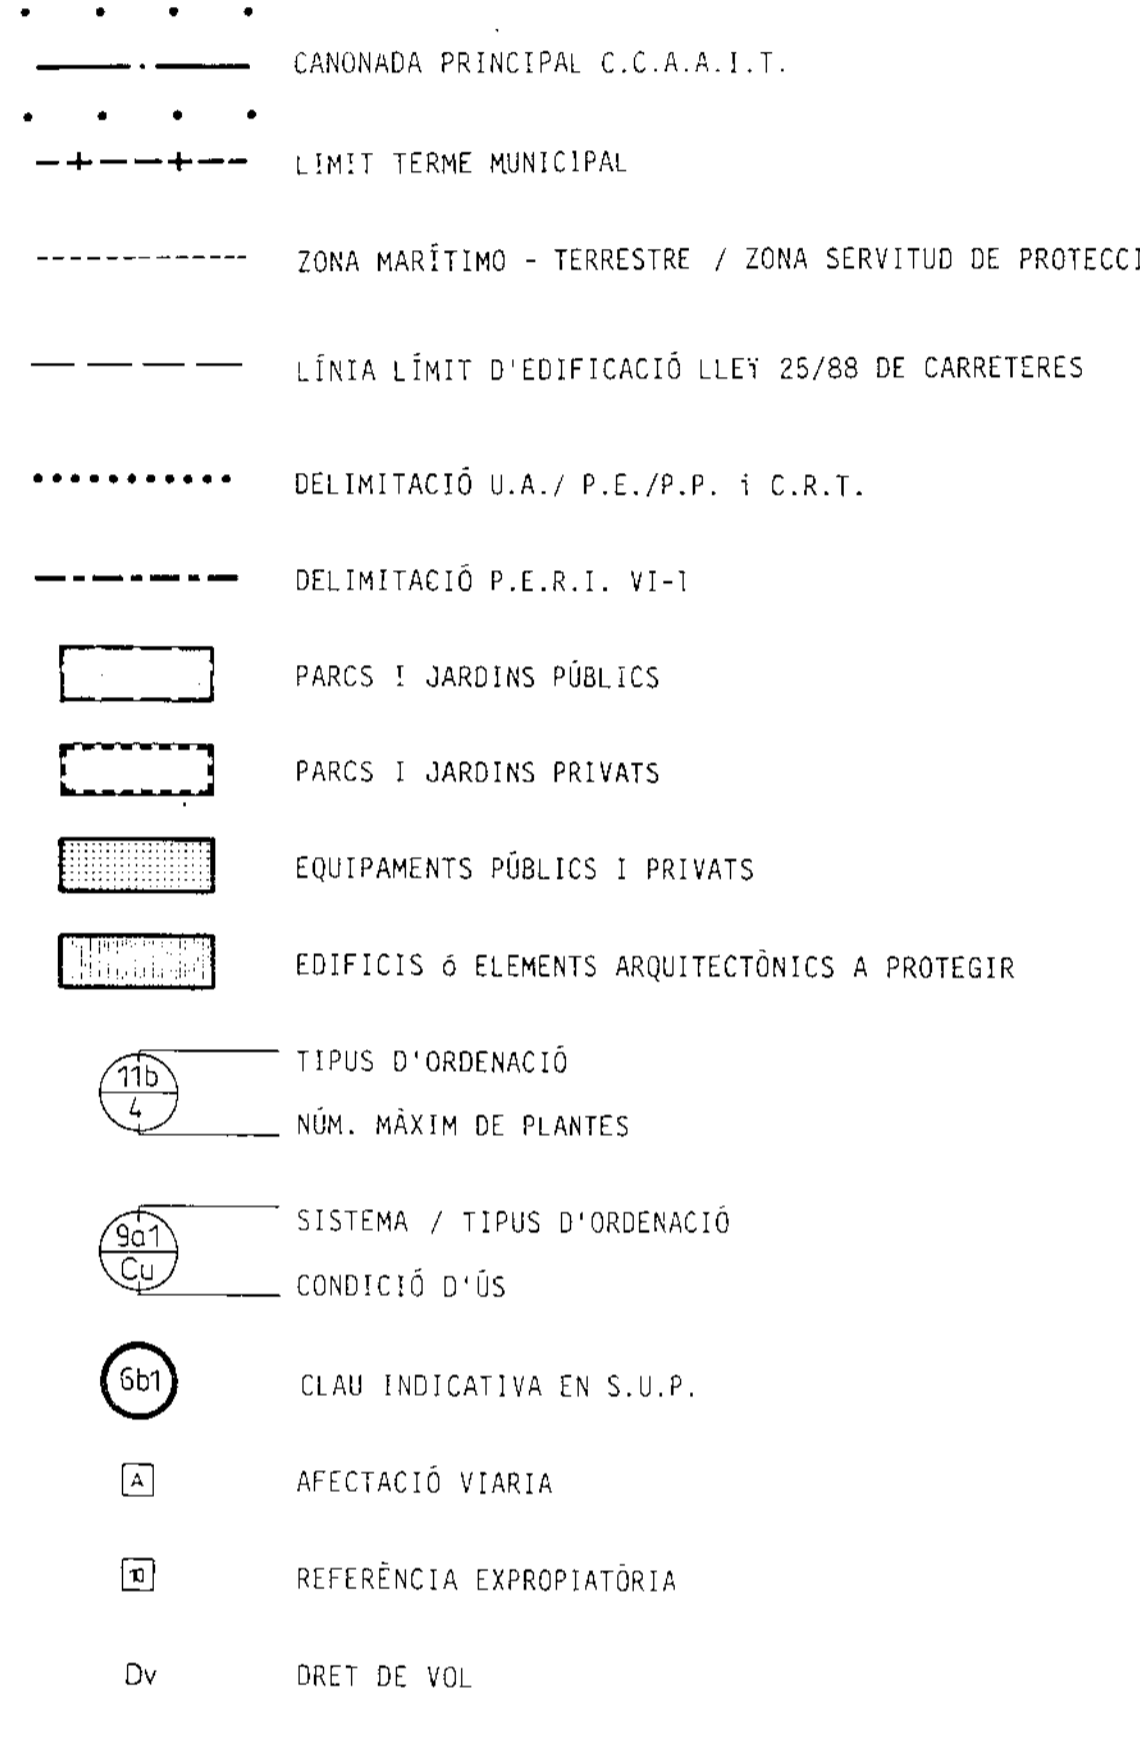 CANONADA PRINCIPAL C.C.A.A.I.T.
LIMIT TERME MUNICIPAL
ZONA MARÍTIMO - TERRESTRE / ZONA SERVITUD DE PROTECCI
LÍNIA LÍMIT D'EDIFICACIÓ LLEÏ 25/88 DE CARRETERES
DELIMITACIÓ U.A./ P.E./P.P. i C.R.T.
DELIMITACIÓ P.E.R.I. VI-1
PARCS I JARDINS PÚBLICS
PARCS I JARDINS PRIVATS
EQUIPAMENTS PÚBLICS I PRIVATS
EDIFICIS ó ELEMENTS ARQUITECTÒNICS A PROTEGIR
11b TIPUS D'ORDENACIÓ
4 NÚM. MÀXIM DE PLANTES
9a1 SISTEMA / TIPUS D'ORDENACIÓ
Cu CONDICIÓ D'ÚS
6b1 CLAU INDICATIVA EN S.U.P.
A AFECTACIÓ VIARIA
10 REFERÈNCIA EXPROPIATÒRIA
Dv DRET DE VOL